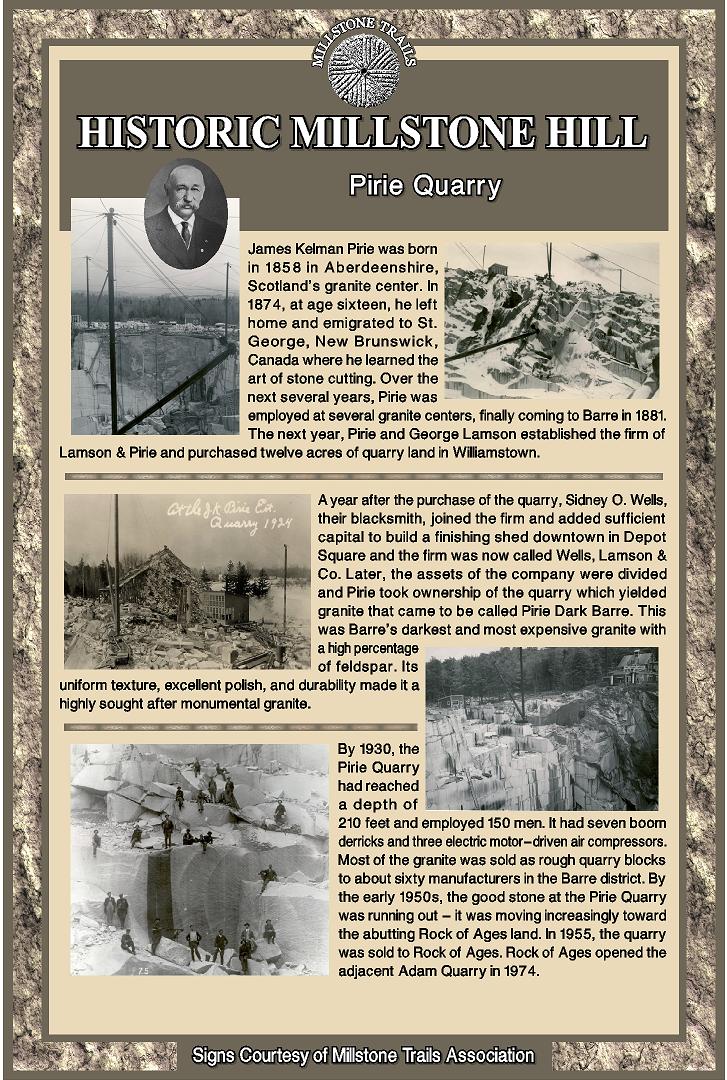 MILLSTONE TRAILS
HISTORIC MILLSTONE HILL
Pirie Quarry
James Kelman Pirie was born
in 1858 in Aberdeenshire,
Scotland's granite center. In
1874, at age sixteen, he left
home and emigrated to St.
George, New Brunswick,
Canada where he learned the
art of stone cutting. Over the
next several years, Pirie was
employed at several granite centers, finally coming to Barre in 1881.
The next year, Pirie and George Lamson established the firm of
Lamson & Pirie and purchased twelve acres of quarry land in Williamstown.
At the J.K. Pirie Est.
Quarry 1924
A year after the purchase of the quarry, Sidney O. Wells,
their blacksmith, joined the firm and added sufficient
capital to build a finishing shed downtown in Depot
Square and the firm was now called Wells, Lamson &
Co. Later, the assets of the company were divided
and Pirie took ownership of the quarry which yielded
granite that came to be called Pirie Dark Barre. This
was Barre's darkest and most expensive granite with
a high percentage
of feldspar. Its
uniform texture, excellent polish, and durability made it a
highly sought after monumental granite.
By 1930, the
Pirie Quarry
had reached
a depth of
210 feet and employed 150 men. It had seven boom
derricks and three electric motor–driven air compressors.
Most of the granite was sold as rough quarry blocks
to about sixty manufacturers in the Barre district. By
the early 1950s, the good stone at the Pirie Quarry
was running out – it was moving increasingly toward
the abutting Rock of Ages land. In 1955, the quarry
was sold to Rock of Ages. Rock of Ages opened the
adjacent Adam Quarry in 1974.
75
Signs Courtesy of Millstone Trails Association